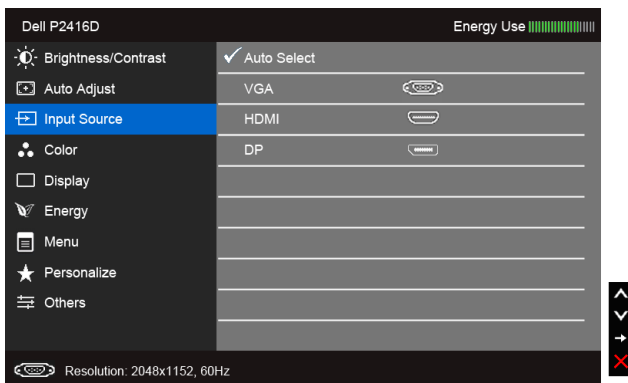 Dell P2416D
Energy Use
Brightness/Contrast
Auto Adjust
Input Source
Color
Display
Energy
Menu
Personalize
Others
Auto Select
VGA
HDMI
DP
Resolution: 2048x1152, 60Hz